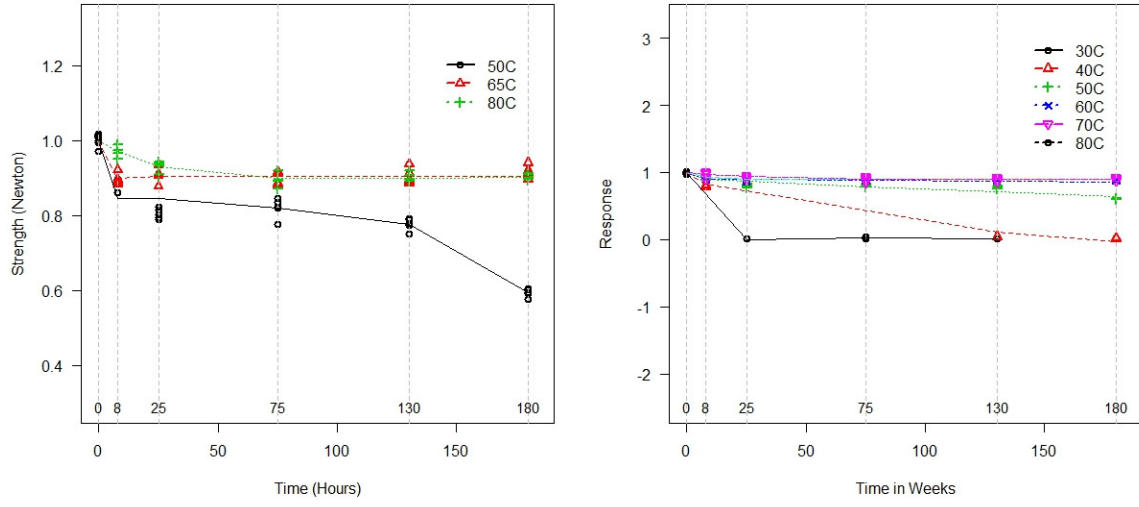 1.2
1.0
0.8
0.6
0.4
Strength (Newton)
50C
65C
80C
0 8 25 75 130 180
0 50 100 150
Time (Hours)
3
2
1
0
-1
-2
Response
30C
40C
50C
60C
70C
80C
0 8 25 75 130 180
0 50 100 150
Time in Weeks